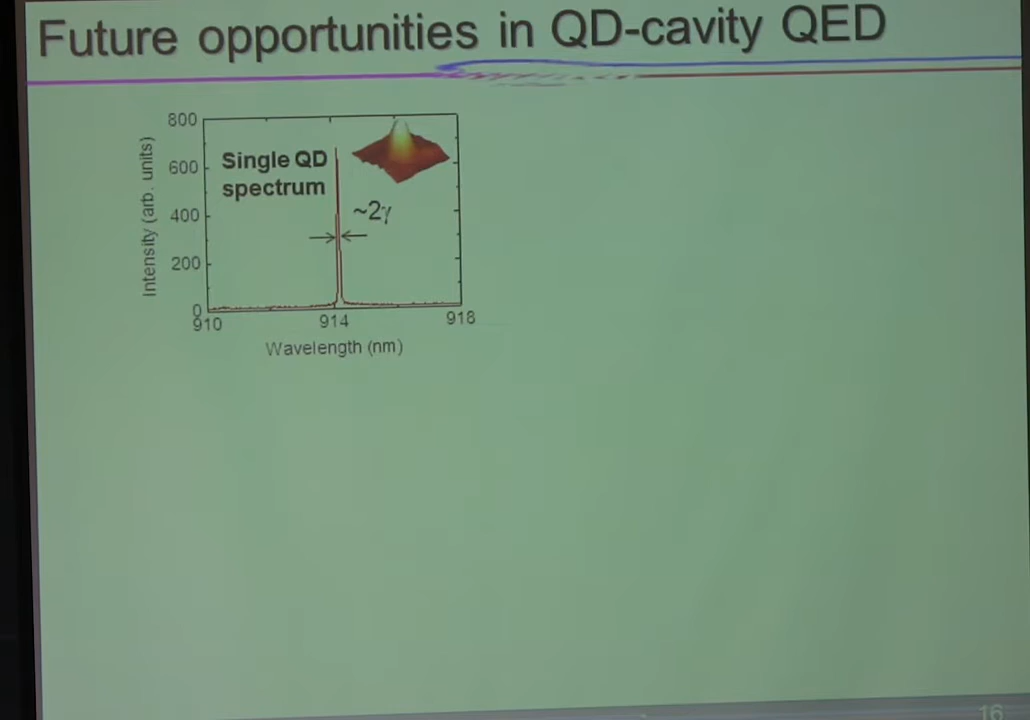 Future opportunities in QD-cavity QED
800
600
400
200
0
Intensity (arb. units)
Single QD
spectrum
~2γ
910
914
918
Wavelength (nm)
16